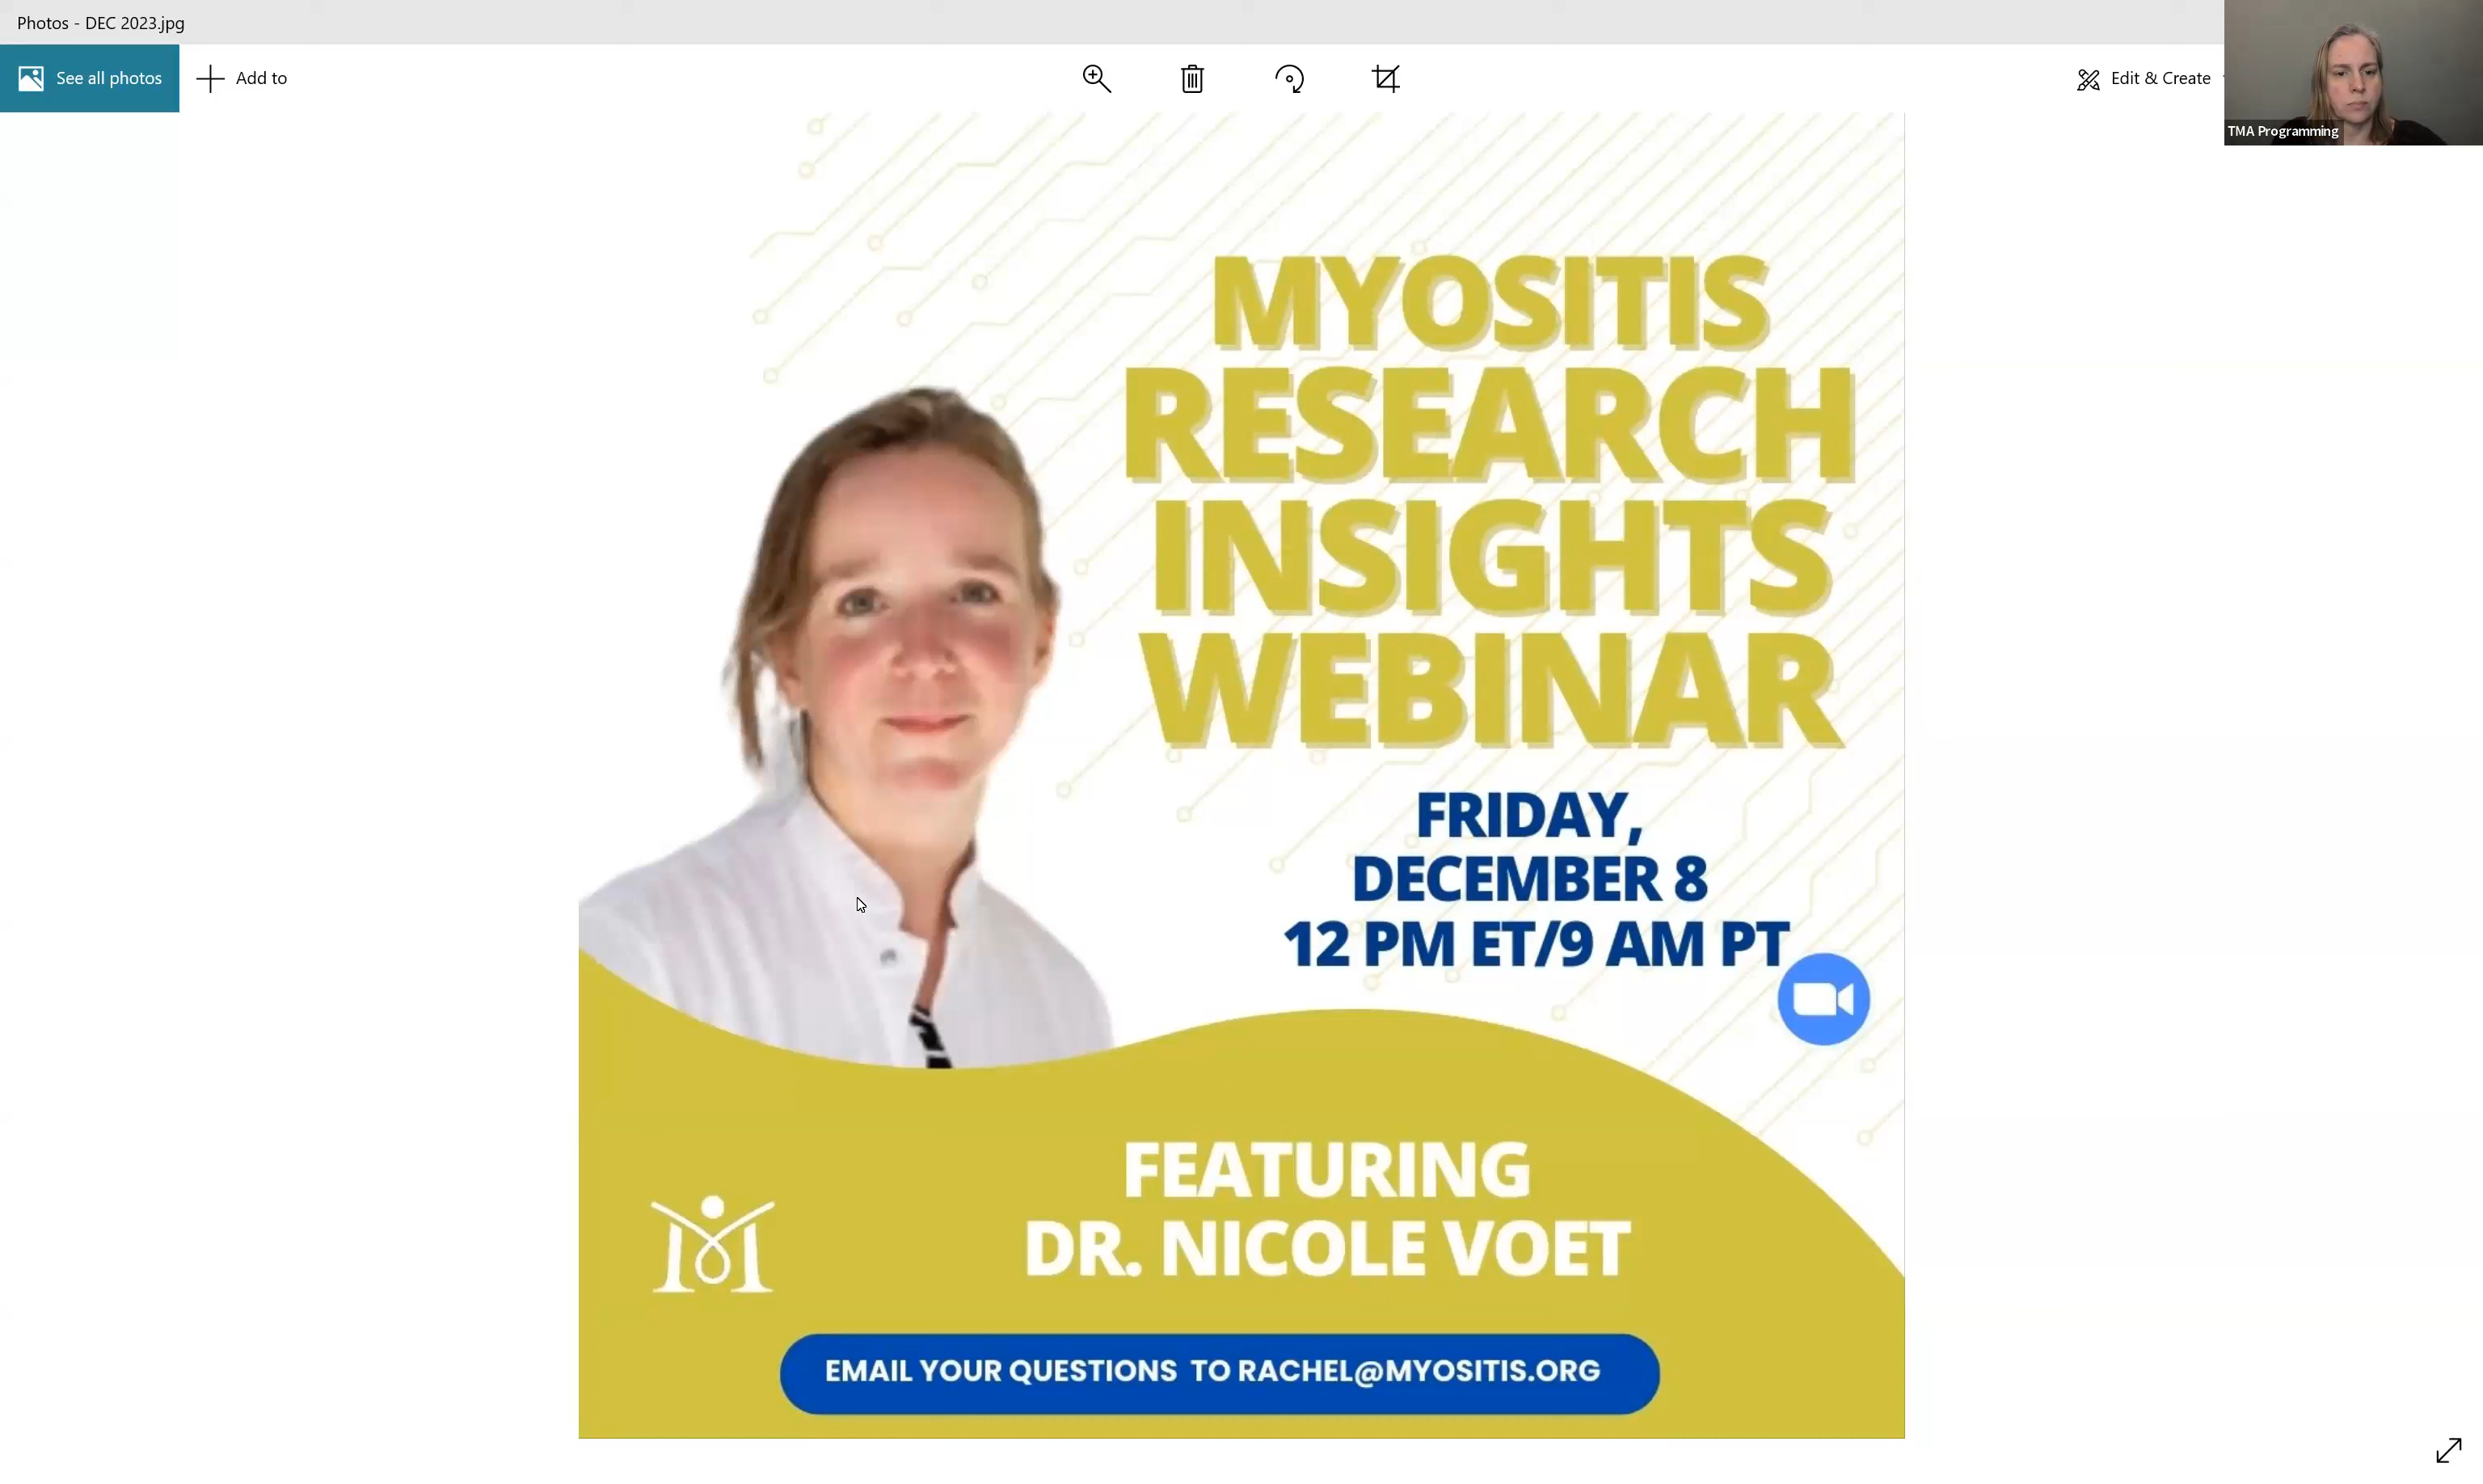 Photos - DEC 2023.jpg
See all photos
Add to
Edit & Create
TMA Programming
MYOSITIS
RESEARCH
INSIGHTS
WEBINAR
FRIDAY,
DECEMBER 8
12 PM ET/9 AM PT
FEATURING
DR. NICOLE VOET
EMAIL YOUR QUESTIONS TO RACHEL@MYOSITIS.ORG